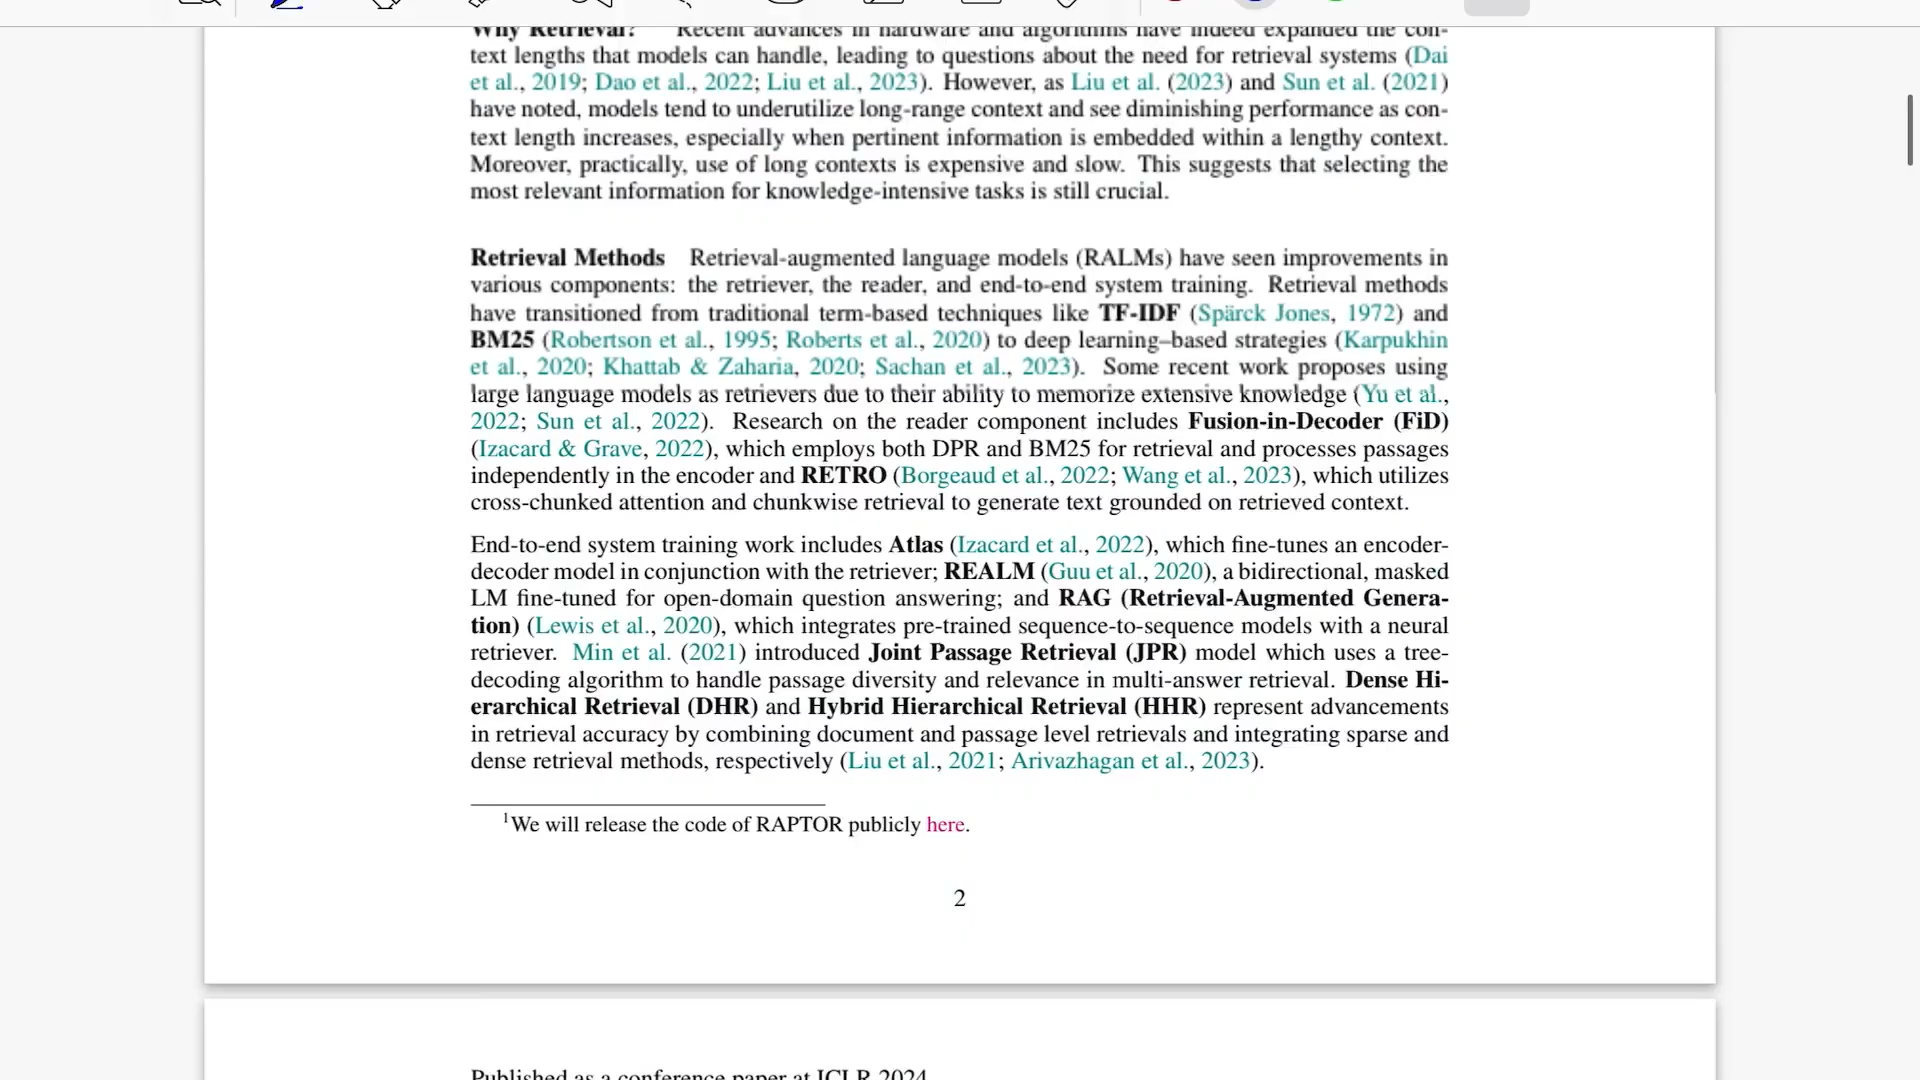 Why Retrieval? Recent advances in hardware and algorithms have indeed expanded the con-
text lengths that models can handle, leading to questions about the need for retrieval systems (Dai
et al., 2019; Dao et al., 2022; Liu et al., 2023). However, as Liu et al. (2023) and Sun et al. (2021)
have noted, models tend to underutilize long-range context and see diminishing performance as con-
text length increases, especially when pertinent information is embedded within a lengthy context.
Moreover, practically, use of long contexts is expensive and slow. This suggests that selecting the
most relevant information for knowledge-intensive tasks is still crucial.
Retrieval Methods Retrieval-augmented language models (RALMs) have seen improvements in
various components: the retriever, the reader, and end-to-end system training. Retrieval methods
have transitioned from traditional term-based techniques like TF-IDF (Spärck Jones, 1972) and
BM25 (Robertson et al., 1995; Roberts et al., 2020) to deep learning–based strategies (Karpukhin
et al., 2020; Khattab & Zaharia, 2020; Sachan et al., 2023). Some recent work proposes using
large language models as retrievers due to their ability to memorize extensive knowledge (Yu et al.,
2022; Sun et al., 2022). Research on the reader component includes Fusion-in-Decoder (FiD)
(Izacard & Grave, 2022), which employs both DPR and BM25 for retrieval and processes passages
independently in the encoder and RETRO (Borgeaud et al., 2022; Wang et al., 2023), which utilizes
cross-chunked attention and chunkwise retrieval to generate text grounded on retrieved context.
End-to-end system training work includes Atlas (Izacard et al., 2022), which fine-tunes an encoder-
decoder model in conjunction with the retriever; REALM (Guu et al., 2020), a bidirectional, masked
LM fine-tuned for open-domain question answering; and RAG (Retrieval-Augmented Genera-
tion) (Lewis et al., 2020), which integrates pre-trained sequence-to-sequence models with a neural
retriever. Min et al. (2021) introduced Joint Passage Retrieval (JPR) model which uses a tree-
decoding algorithm to handle passage diversity and relevance in multi-answer retrieval. Dense Hi-
erarchical Retrieval (DHR) and Hybrid Hierarchical Retrieval (HHR) represent advancements
in retrieval accuracy by combining document and passage level retrievals and integrating sparse and
dense retrieval methods, respectively (Liu et al., 2021; Arivazhagan et al., 2023).
1We will release the code of RAPTOR publicly here.
2
Published as a conference paper at ICLR 2024